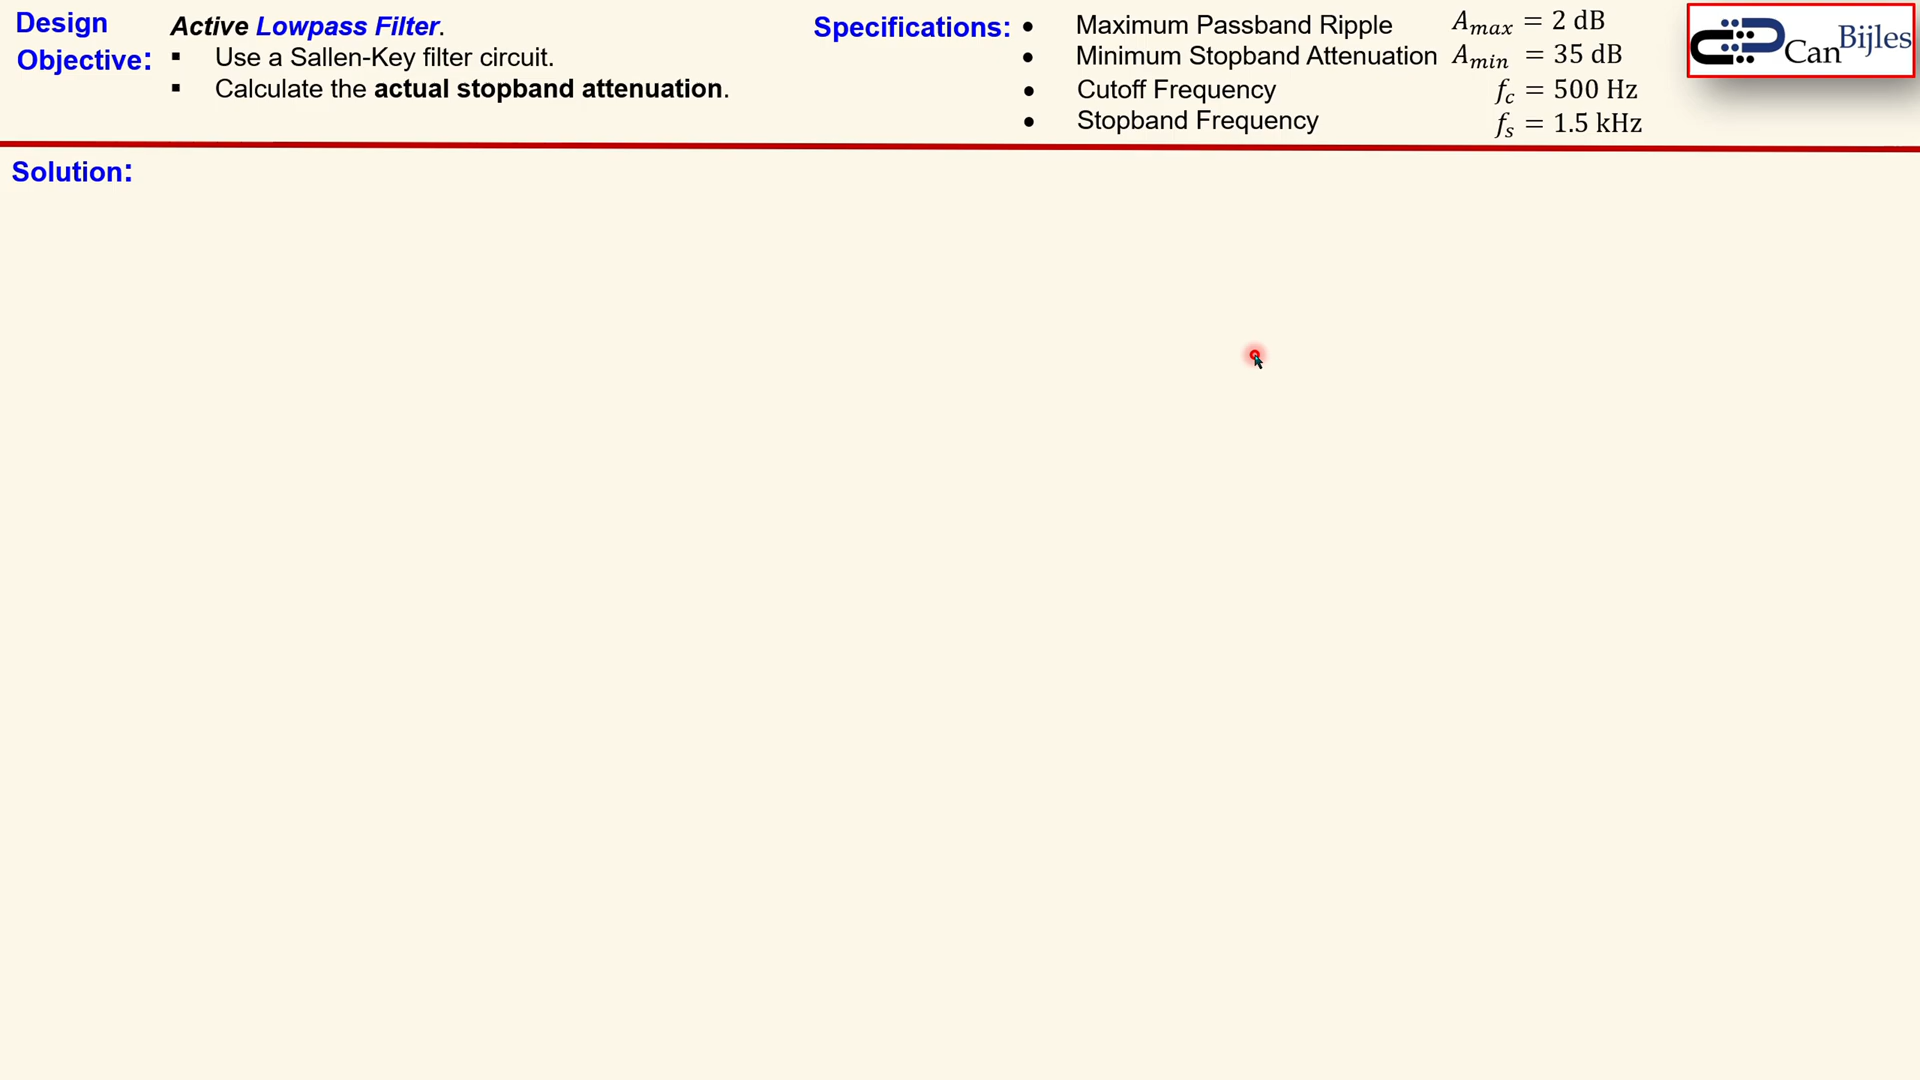 Design
Objective:
Active Lowpass Filter.
▪ Use a Sallen-Key filter circuit.
▪ Calculate the actual stopband attenuation.
Specifications:
• Maximum Passband Ripple A_max = 2 dB
• Minimum Stopband Attenuation A_min = 35 dB
• Cutoff Frequency f_c = 500 Hz
• Stopband Frequency f_s = 1.5 kHz
CanBijles
Solution: